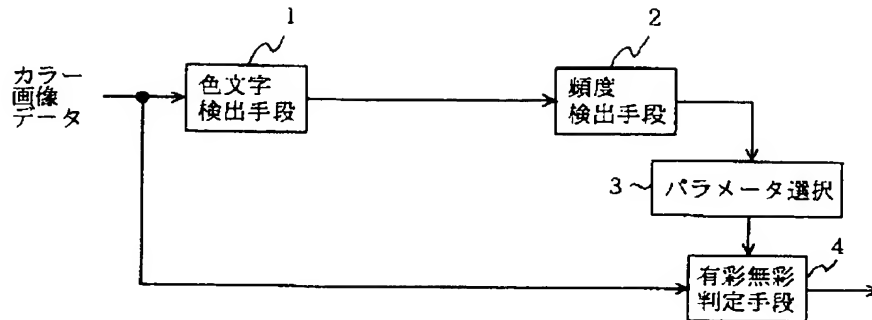 1
2
カラー
画像
データ
色文字
検出手段
頻度
検出手段
3
パラメータ選択
4
有彩無彩
判定手段